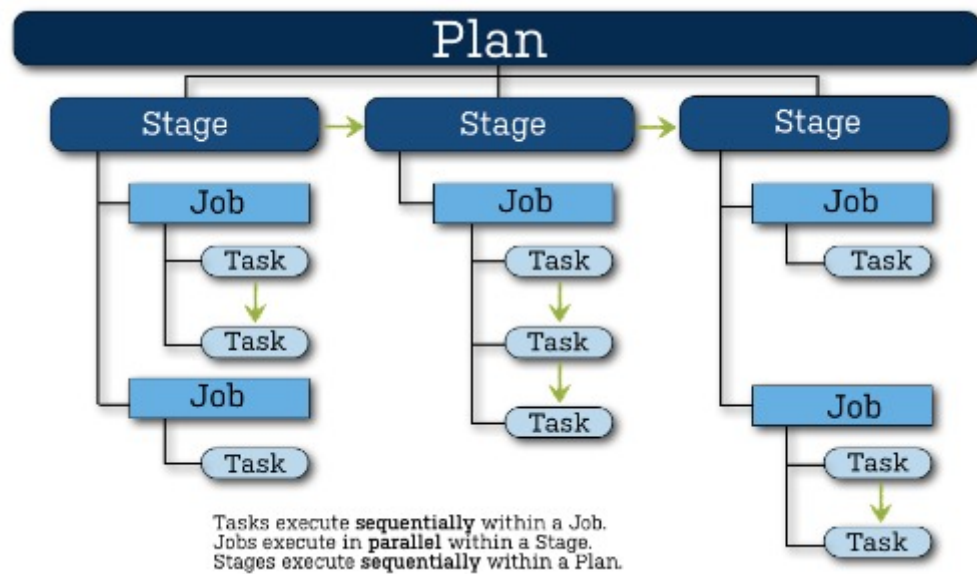 Plan
Stage
Stage
Stage
Job
Job
Job
Task
Task
Task
Task
Task
Job
Job
Task
Task
Task
Task
Tasks execute sequentially within a Job.
Jobs execute in parallel within a Stage.
Stages execute sequentially within a Plan.